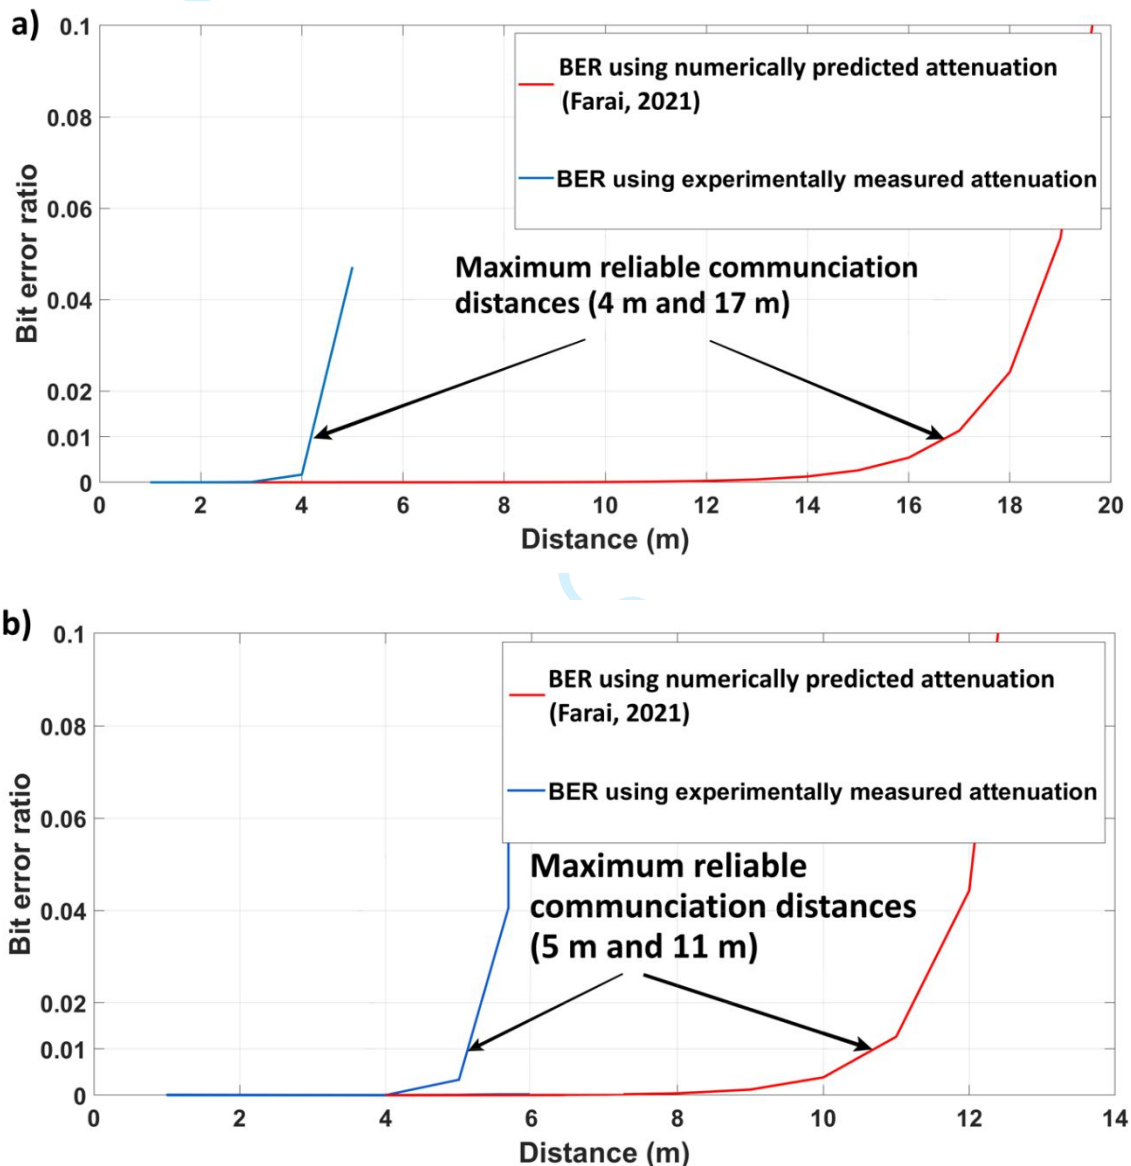 a)
0.1
0.08
0.06
0.04
0.02
0.01
0
Bit error ratio
BER using numerically predicted attenuation
(Farai, 2021)
BER using experimentally measured attenuation
Maximum reliable communciation
distances (4 m and 17 m)
0 2 4 6 8 10 12 14 16 18 20
Distance (m)
b)
0.1
0.08
0.06
0.04
0.02
0.01
0
Bit error ratio
BER using numerically predicted attenuation
(Farai, 2021)
BER using experimentally measured attenuation
Maximum reliable
communciation distances
(5 m and 11 m)
0 2 4 6 8 10 12 14
Distance (m)